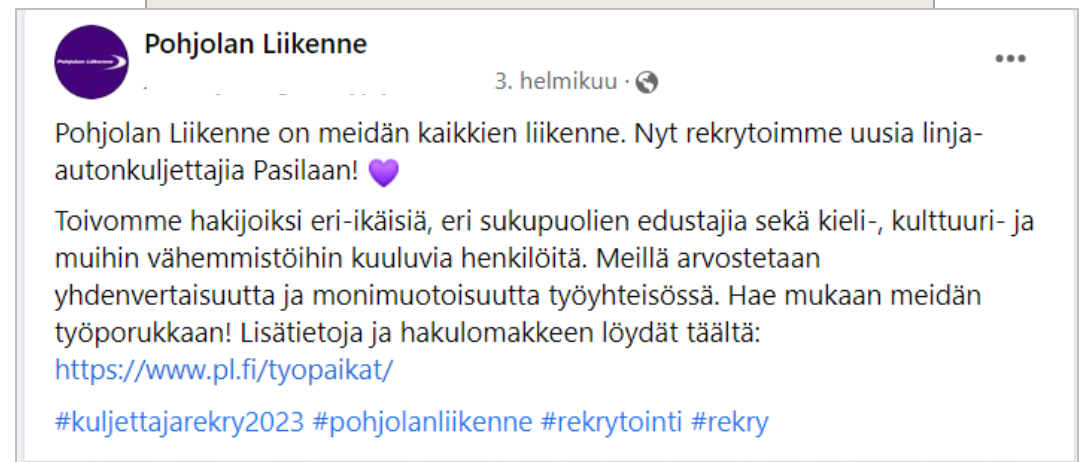 Pohjolan Liikenne
Pohjolan Liikenne
3. helmikuu ·
Pohjolan Liikenne on meidän kaikkien liikenne. Nyt rekrytoimme uusia linja-
autonkuljettajia Pasilaan! 💜
Toivomme hakijoiksi eri-ikäisiä, eri sukupuolien edustajia sekä kieli-, kulttuuri- ja
muihin vähemmistöihin kuuluvia henkilöitä. Meillä arvostetaan
yhdenvertaisuutta ja monimuotoisuutta työyhteisössä. Hae mukaan meidän
työporukkaan! Lisätietoja ja hakulomakkeen löydät täältä:
https://www.pl.fi/tyopaikat/
#kuljettajarekry2023 #pohjolanliikenne #rekrytointi #rekry